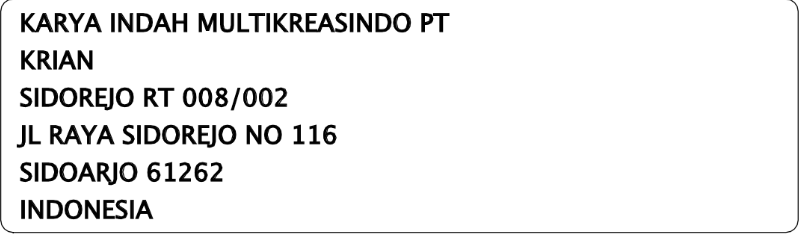 KARYA INDAH MULTIKREASINDO PT
KRIAN
SIDOREJO RT 008/002
JL RAYA SIDOREJO NO 116
SIDOARJO 61262
INDONESIA